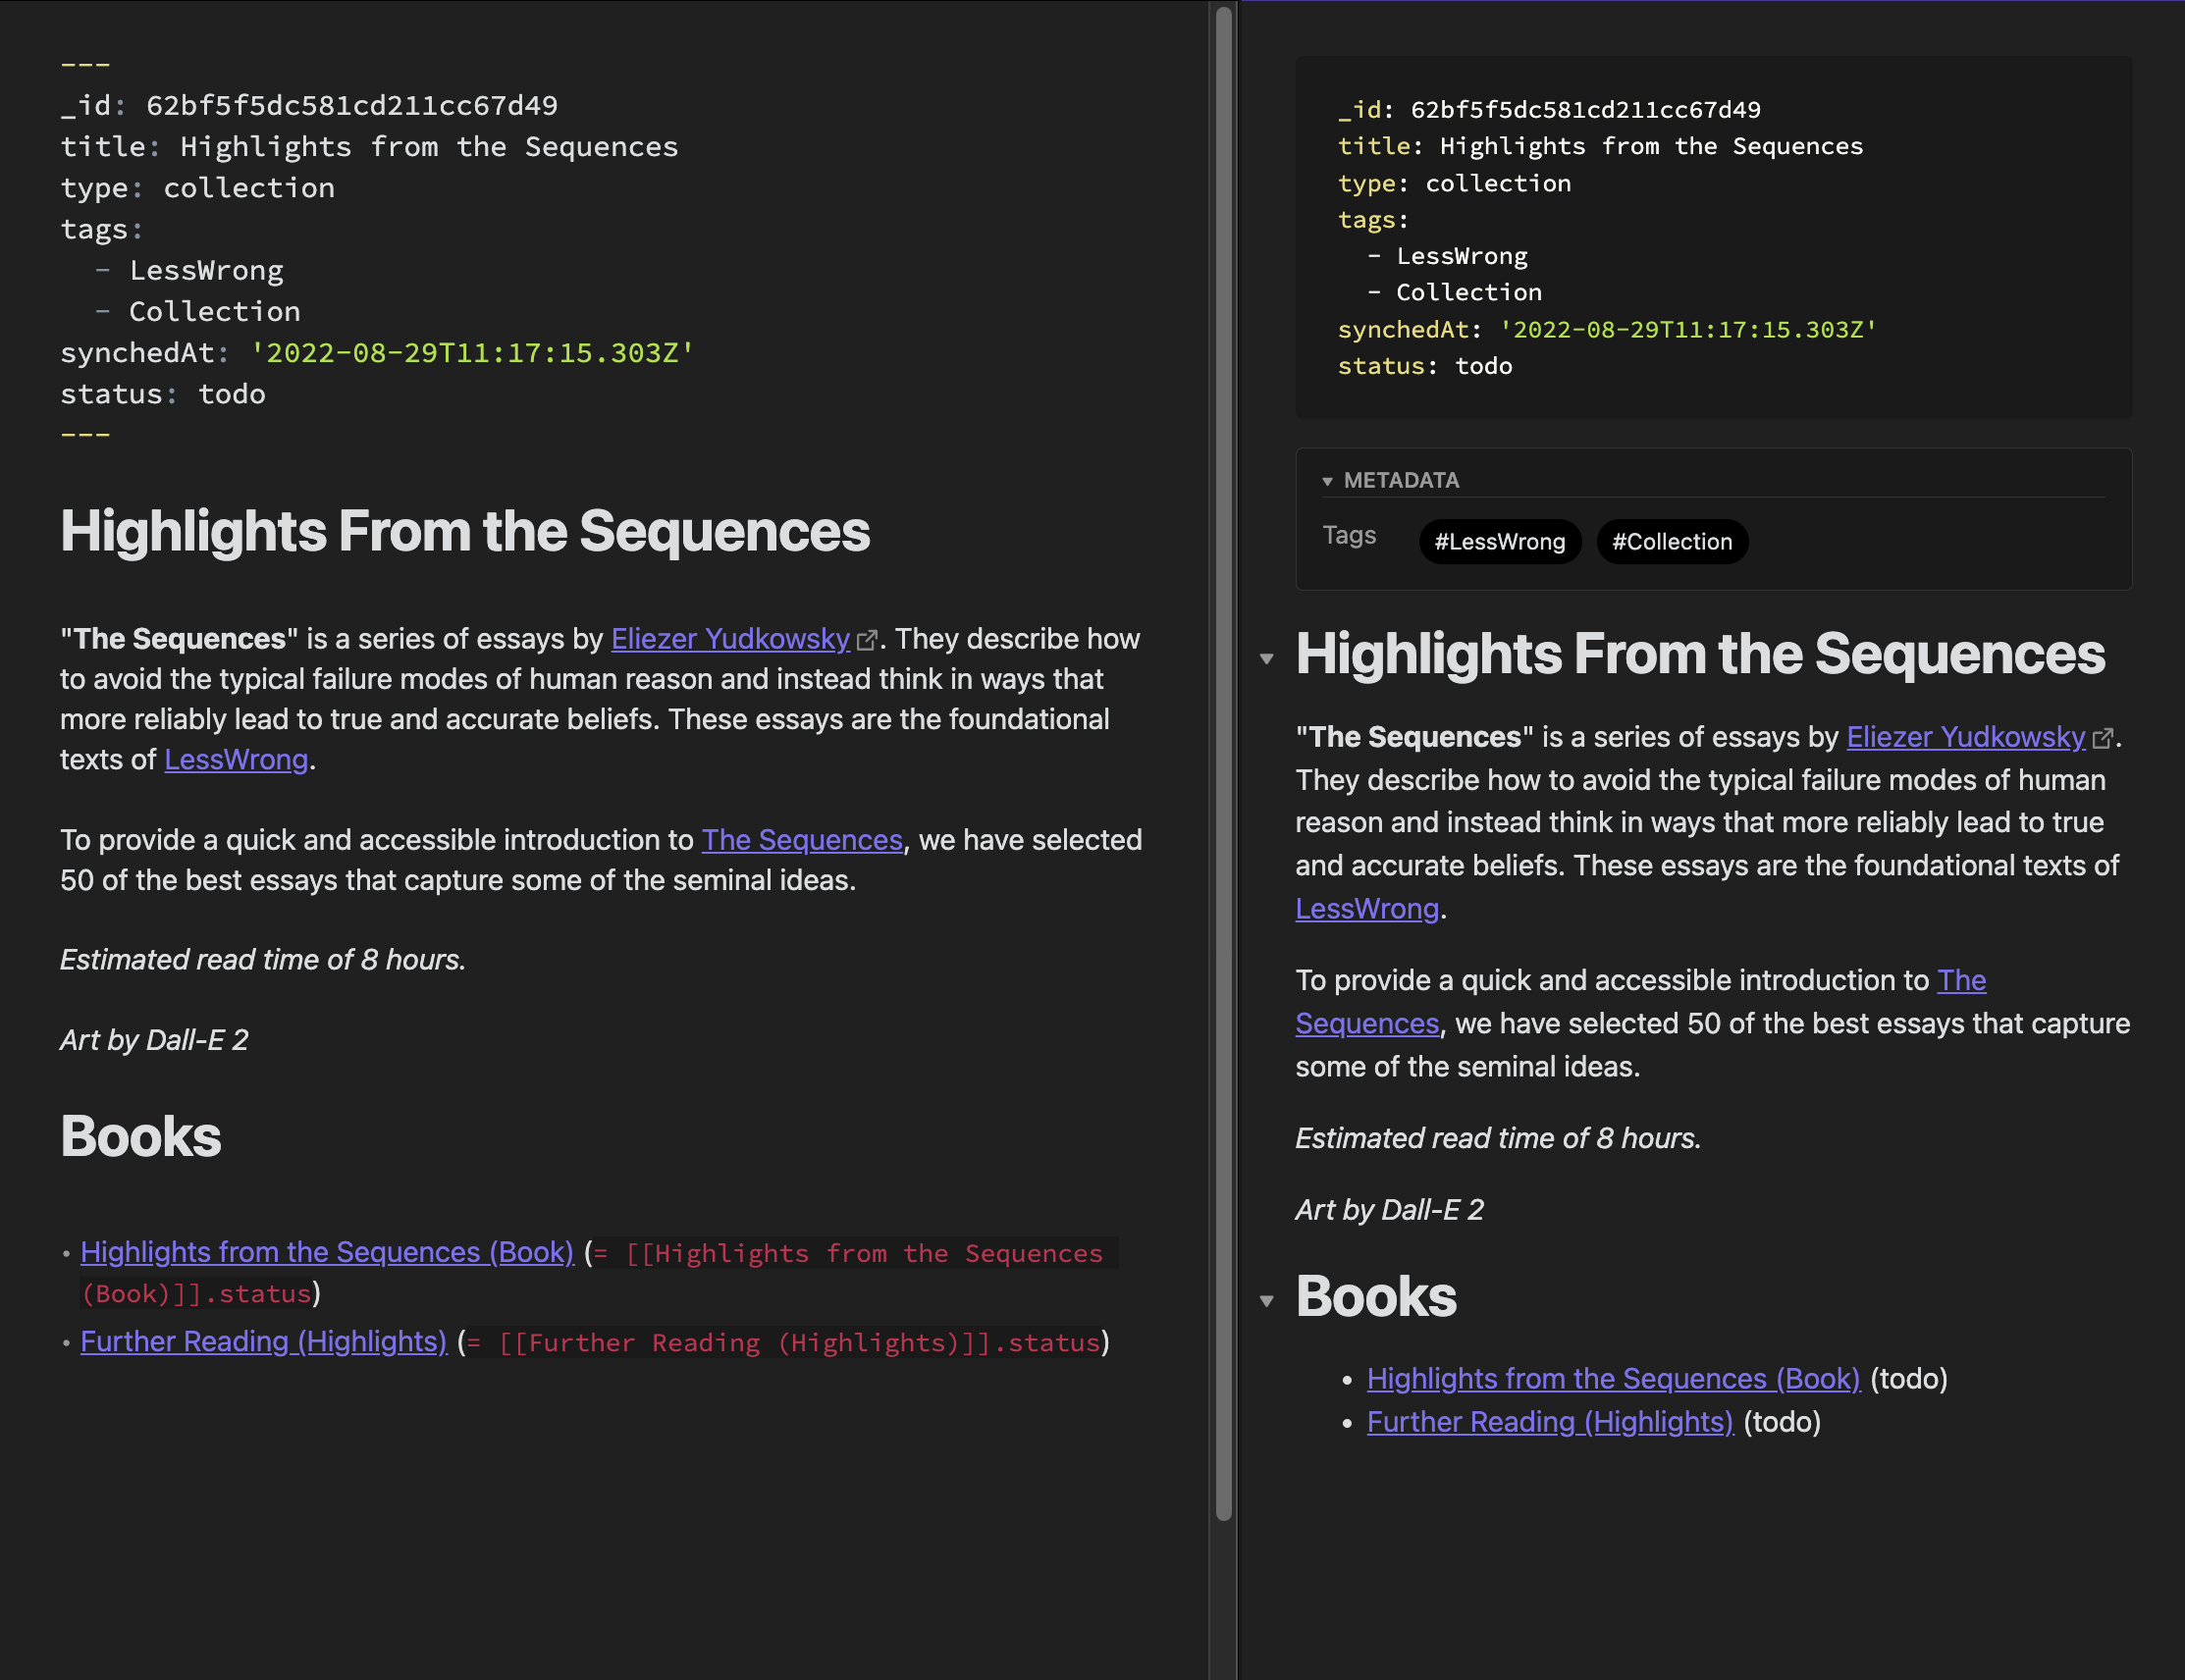 ---
_id: 62bf5f5dc581cd211cc67d49
title: Highlights from the Sequences
type: collection
tags:
  - LessWrong
  - Collection
synchedAt: '2022-08-29T11:17:15.303Z'
status: todo
---
Highlights From the Sequences
"The Sequences" is a series of essays by Eliezer Yudkowsky. They describe how
to avoid the typical failure modes of human reason and instead think in ways that
more reliably lead to true and accurate beliefs. These essays are the foundational
texts of LessWrong.
To provide a quick and accessible introduction to The Sequences, we have selected
50 of the best essays that capture some of the seminal ideas.
Estimated read time of 8 hours.
Art by Dall-E 2
Books
• Highlights from the Sequences (Book) (= [[Highlights from the Sequences
(Book)]].status)
• Further Reading (Highlights) (= [[Further Reading (Highlights)]].status)
_id: 62bf5f5dc581cd211cc67d49
title: Highlights from the Sequences
type: collection
tags:
  - LessWrong
  - Collection
synchedAt: '2022-08-29T11:17:15.303Z'
status: todo
METADATA
Tags #LessWrong #Collection
Highlights From the Sequences
"The Sequences" is a series of essays by Eliezer Yudkowsky.
They describe how to avoid the typical failure modes of human
reason and instead think in ways that more reliably lead to true
and accurate beliefs. These essays are the foundational texts of
LessWrong.
To provide a quick and accessible introduction to The
Sequences, we have selected 50 of the best essays that capture
some of the seminal ideas.
Estimated read time of 8 hours.
Art by Dall-E 2
Books
• Highlights from the Sequences (Book) (todo)
• Further Reading (Highlights) (todo)